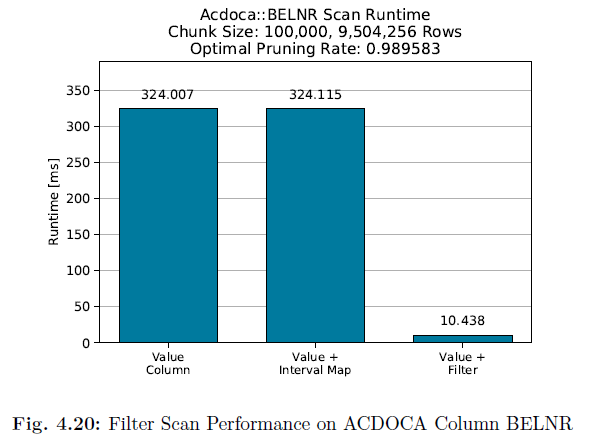 Acdoca::BELNR Scan Runtime
Chunk Size: 100,000, 9,504,256 Rows
Optimal Pruning Rate: 0.989583
Runtime [ms]
350
300
250
200
150
100
50
0
324.007
324.115
10.438
Value
Column
Value +
Interval Map
Value +
Filter
Fig. 4.20: Filter Scan Performance on ACDOCA Column BELNR